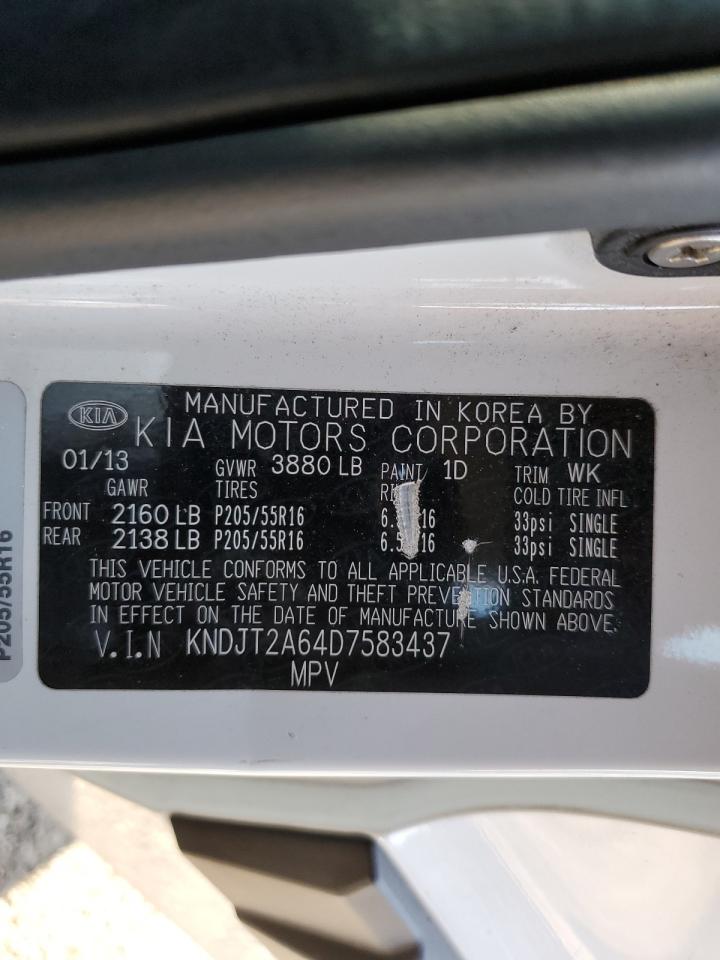 KIA
MANUFACTURED IN KOREA BY
KIA MOTORS CORPORATION
01/13 GVWR 3880 LB PAINT 1D TRIM WK
GAWR TIRES COLD TIRE INFL
FRONT 2160 LB P205/55R16 33psi SINGLE
REAR 2138 LB P205/55R16 33psi SINGLE
THIS VEHICLE CONFORMS TO ALL APPLICABLE U.S.A. FEDERAL
MOTOR VEHICLE SAFETY AND THEFT PREVENTION STANDARDS
IN EFFECT ON THE DATE OF MANUFACTURE SHOWN ABOVE.
V.I.N KNDJT2A64D7583437
MPV
P205/55R16